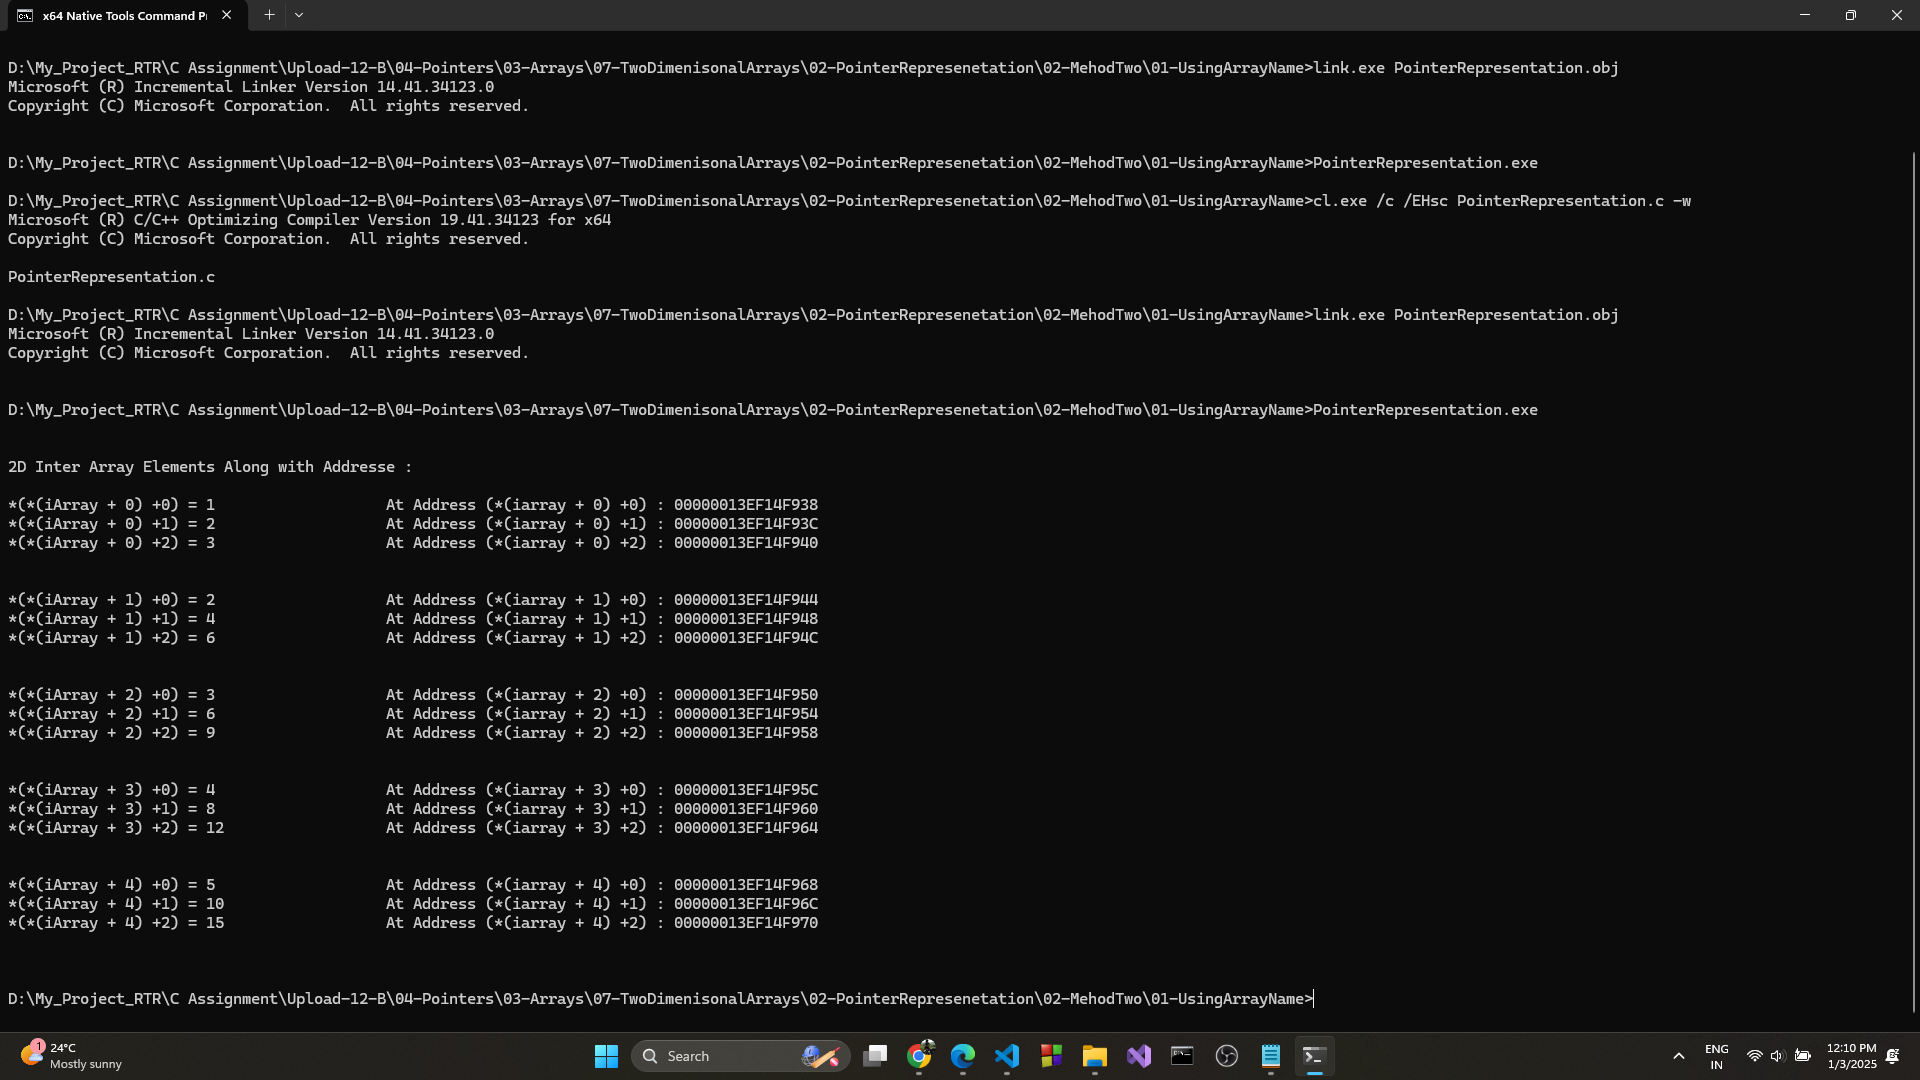 x64 Native Tools Command P
D:\My_Project_RTR\C Assignment\Upload-12-B\04-Pointers\03-Arrays\07-TwoDimenisonalArrays\02-PointerRepresenetation\02-MehodTwo\01-UsingArrayName>link.exe PointerRepresentation.obj
Microsoft (R) Incremental Linker Version 14.41.34123.0
Copyright (C) Microsoft Corporation.  All rights reserved.
D:\My_Project_RTR\C Assignment\Upload-12-B\04-Pointers\03-Arrays\07-TwoDimenisonalArrays\02-PointerRepresenetation\02-MehodTwo\01-UsingArrayName>PointerRepresentation.exe
D:\My_Project_RTR\C Assignment\Upload-12-B\04-Pointers\03-Arrays\07-TwoDimenisonalArrays\02-PointerRepresenetation\02-MehodTwo\01-UsingArrayName>cl.exe /c /EHsc PointerRepresentation.c -w
Microsoft (R) C/C++ Optimizing Compiler Version 19.41.34123 for x64
Copyright (C) Microsoft Corporation.  All rights reserved.
PointerRepresentation.c
D:\My_Project_RTR\C Assignment\Upload-12-B\04-Pointers\03-Arrays\07-TwoDimenisonalArrays\02-PointerRepresenetation\02-MehodTwo\01-UsingArrayName>link.exe PointerRepresentation.obj
Microsoft (R) Incremental Linker Version 14.41.34123.0
Copyright (C) Microsoft Corporation.  All rights reserved.
D:\My_Project_RTR\C Assignment\Upload-12-B\04-Pointers\03-Arrays\07-TwoDimenisonalArrays\02-PointerRepresenetation\02-MehodTwo\01-UsingArrayName>PointerRepresentation.exe
2D Inter Array Elements Along with Addresse :
*(*(iArray + 0) +0) = 1 At Address (*(iarray + 0) +0) : 00000013EF14F938
*(*(iArray + 0) +1) = 2 At Address (*(iarray + 0) +1) : 00000013EF14F93C
*(*(iArray + 0) +2) = 3 At Address (*(iarray + 0) +2) : 00000013EF14F940
*(*(iArray + 1) +0) = 2 At Address (*(iarray + 1) +0) : 00000013EF14F944
*(*(iArray + 1) +1) = 4 At Address (*(iarray + 1) +1) : 00000013EF14F948
*(*(iArray + 1) +2) = 6 At Address (*(iarray + 1) +2) : 00000013EF14F94C
*(*(iArray + 2) +0) = 3 At Address (*(iarray + 2) +0) : 00000013EF14F950
*(*(iArray + 2) +1) = 6 At Address (*(iarray + 2) +1) : 00000013EF14F954
*(*(iArray + 2) +2) = 9 At Address (*(iarray + 2) +2) : 00000013EF14F958
*(*(iArray + 3) +0) = 4 At Address (*(iarray + 3) +0) : 00000013EF14F95C
*(*(iArray + 3) +1) = 8 At Address (*(iarray + 3) +1) : 00000013EF14F960
*(*(iArray + 3) +2) = 12 At Address (*(iarray + 3) +2) : 00000013EF14F964
*(*(iArray + 4) +0) = 5 At Address (*(iarray + 4) +0) : 00000013EF14F968
*(*(iArray + 4) +1) = 10 At Address (*(iarray + 4) +1) : 00000013EF14F96C
*(*(iArray + 4) +2) = 15 At Address (*(iarray + 4) +2) : 00000013EF14F970
D:\My_Project_RTR\C Assignment\Upload-12-B\04-Pointers\03-Arrays\07-TwoDimenisonalArrays\02-PointerRepresenetation\02-MehodTwo\01-UsingArrayName>
1
24°C
Mostly sunny
Search
ENG
IN
12:10 PM
1/3/2025